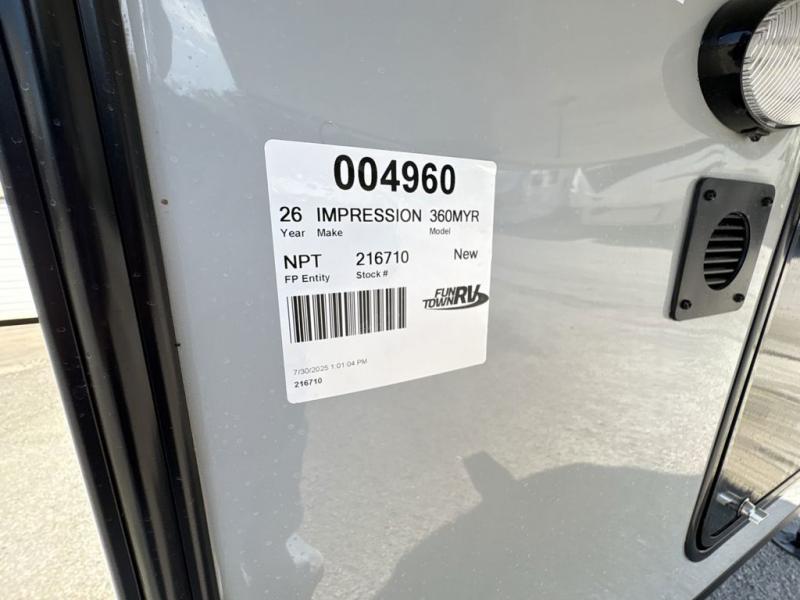 004960
26 IMPRESSION 360MYR
Year Make Model
NPT 216710 New
FP Entity Stock #
FUN TOWN RV
7/30/2025 1:01:04 PM
216710